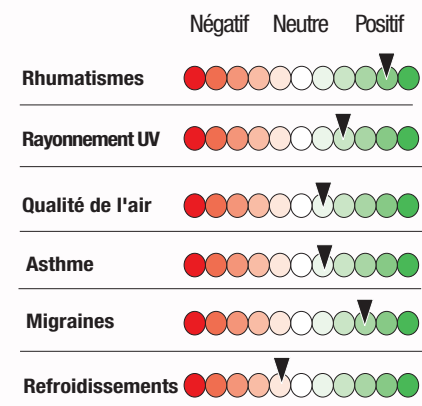 Négatif Neutre Positif
Rhumatismes
Rayonnement UV
Qualité de l'air
Asthme
Migraines
Refroidissements